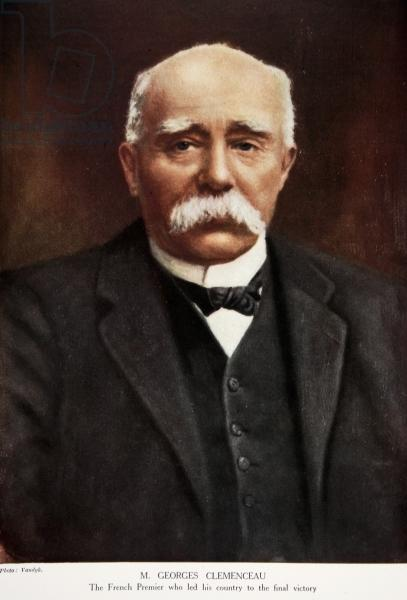 Photo : Vandyk.
M. GEORGES CLEMENCEAU
The French Premier who led his country to the final victory